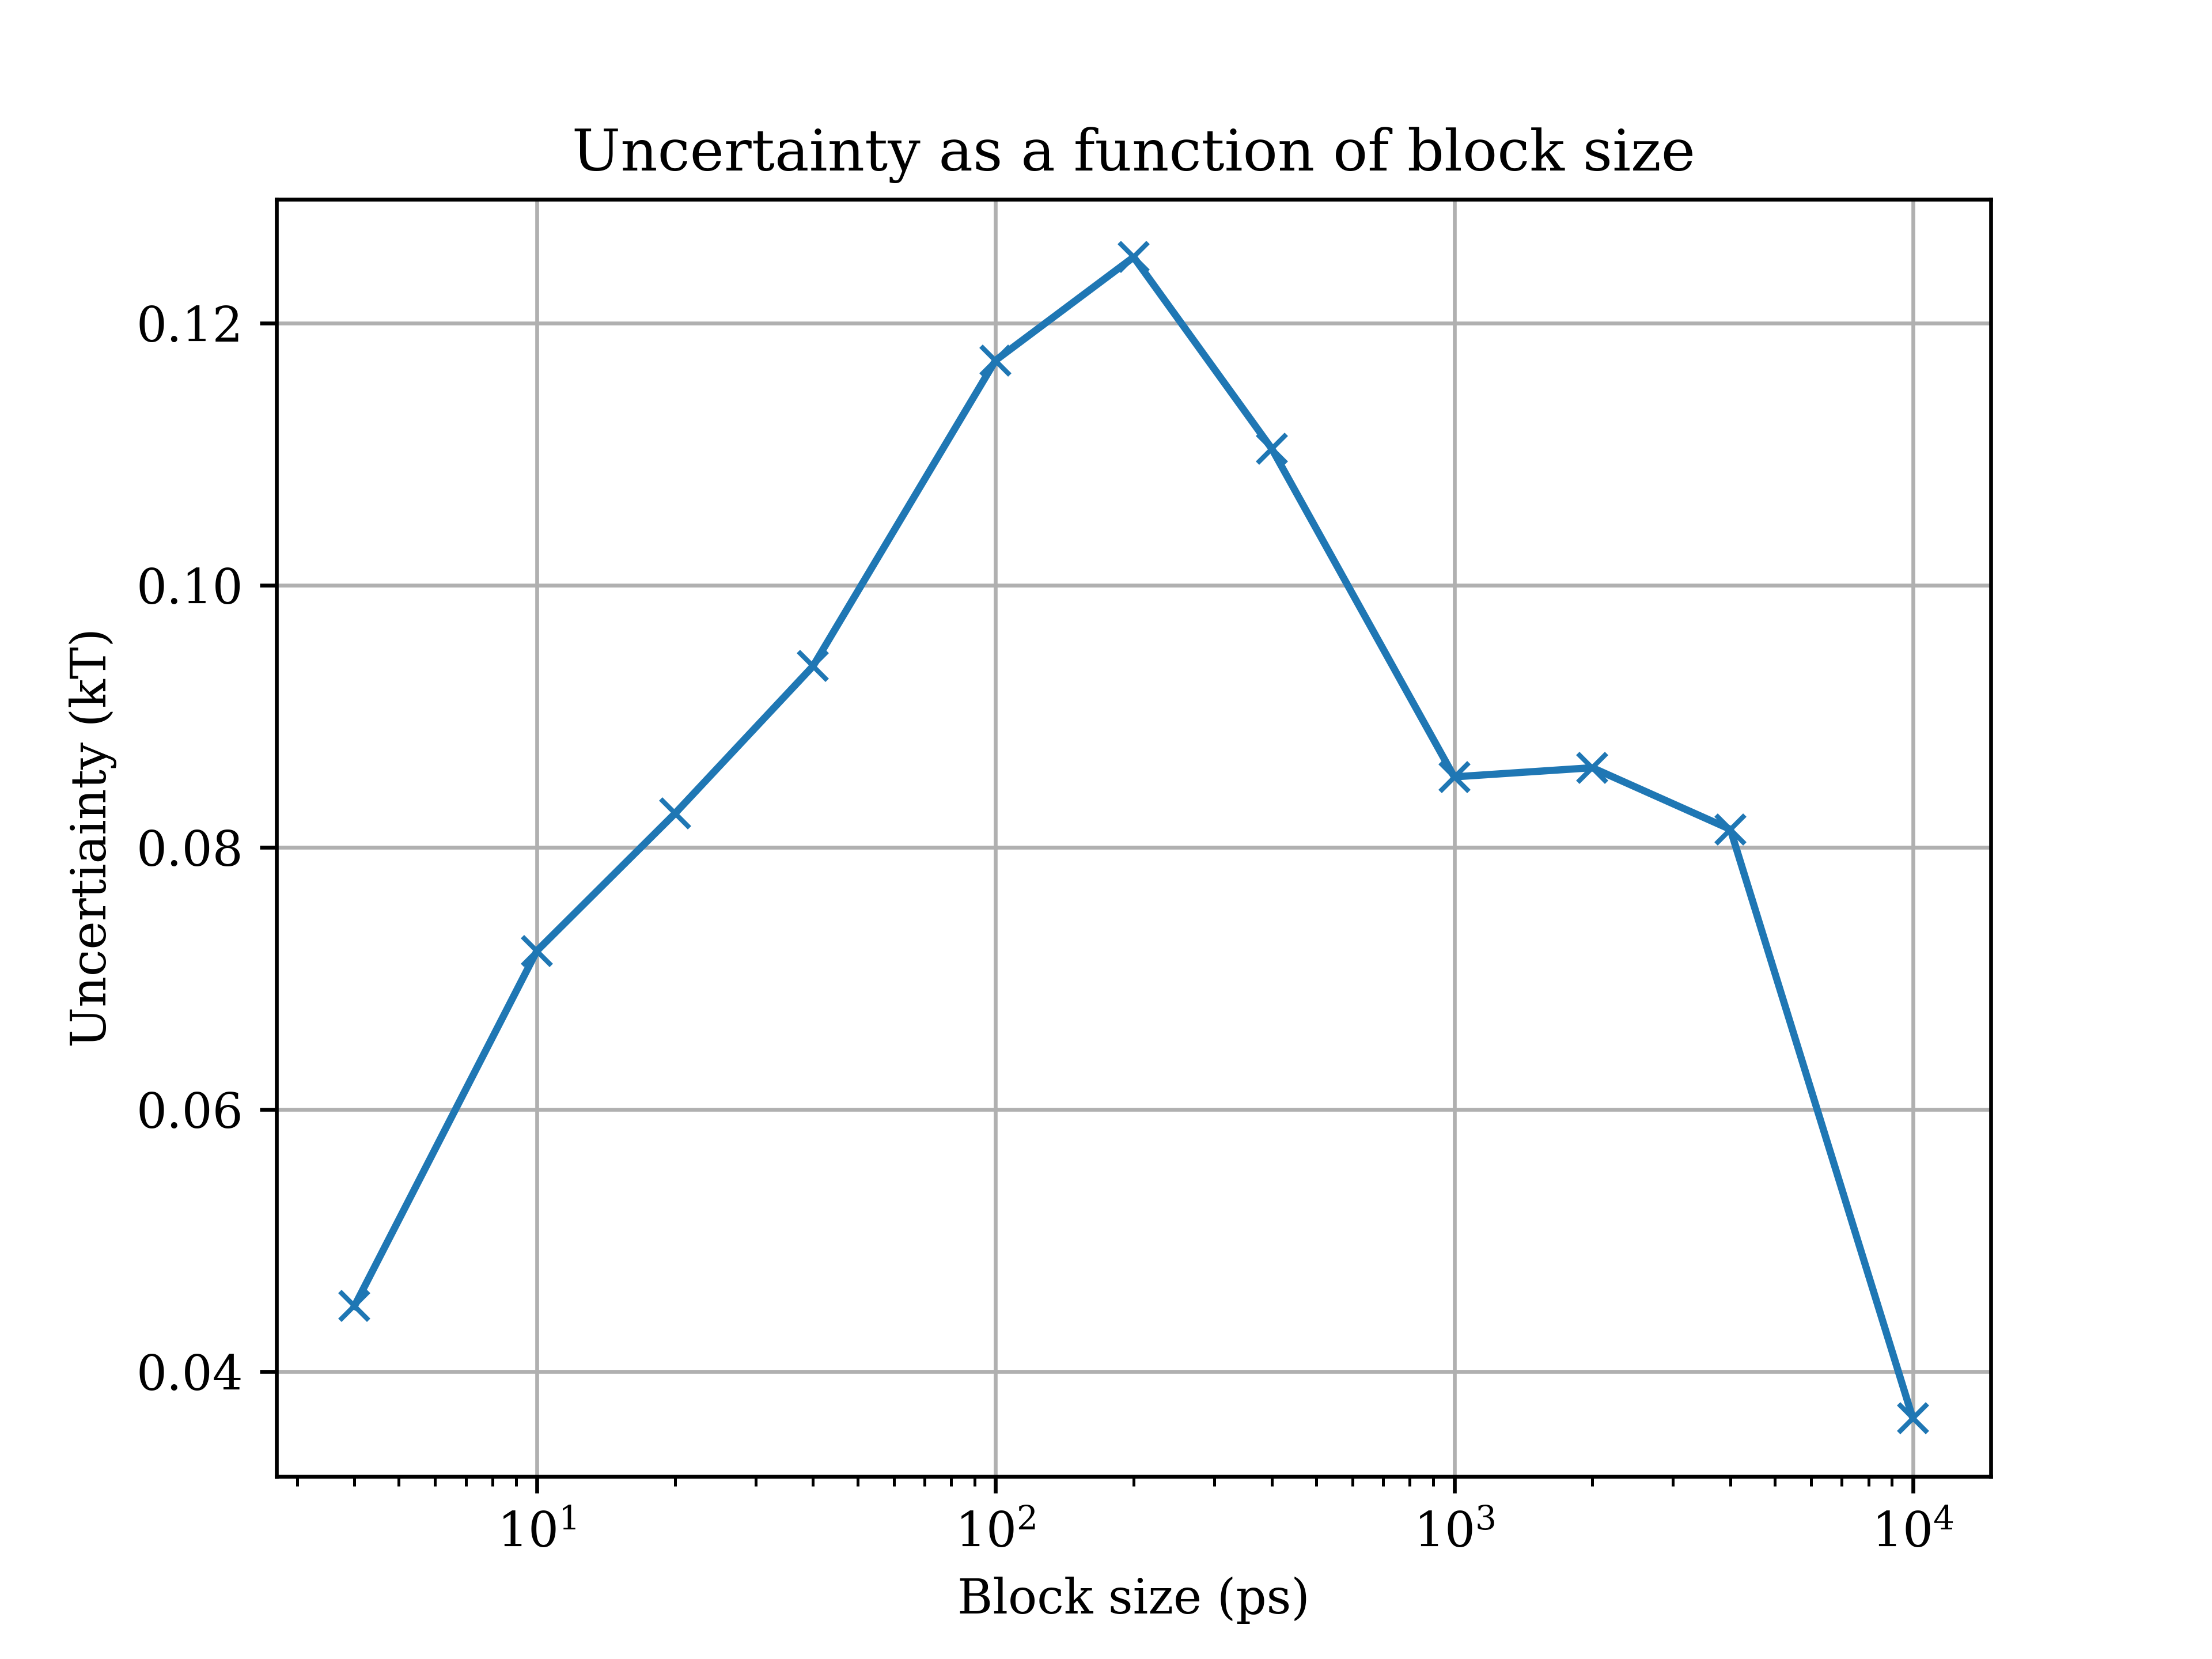 Uncertainty as a function of block size
0.12
0.10
0.08
0.06
0.04
Uncertiainty (kT)
10¹ 10² 10³ 10⁴
Block size (ps)